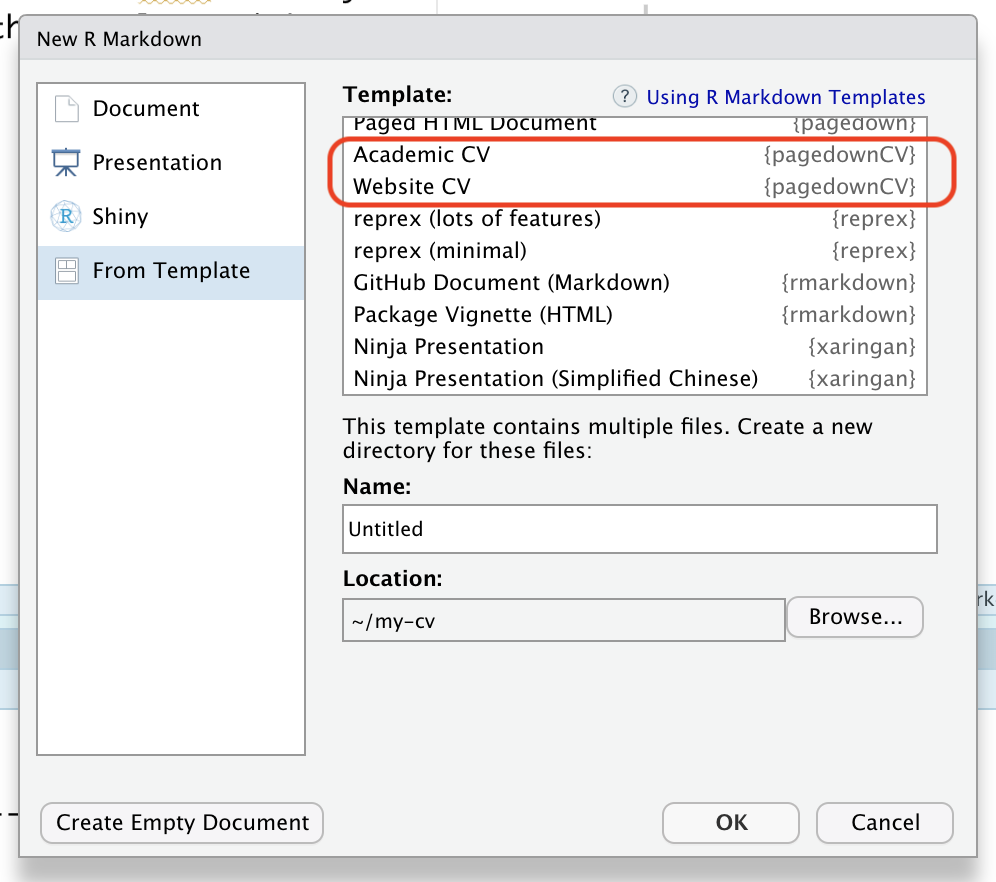 th
New R Markdown
Document
Presentation
Shiny
From Template
Template:
? Using R Markdown Templates
Paged HTML Document {pagedown}
Academic CV {pagedownCV}
Website CV {pagedownCV}
reprex (lots of features) {reprex}
reprex (minimal) {reprex}
GitHub Document (Markdown) {rmarkdown}
Package Vignette (HTML) {rmarkdown}
Ninja Presentation {xaringan}
Ninja Presentation (Simplified Chinese) {xaringan}
This template contains multiple files. Create a new
directory for these files:
Name:
Untitled
Location:
~/my-cv
Browse...
rk
Create Empty Document
OK
Cancel